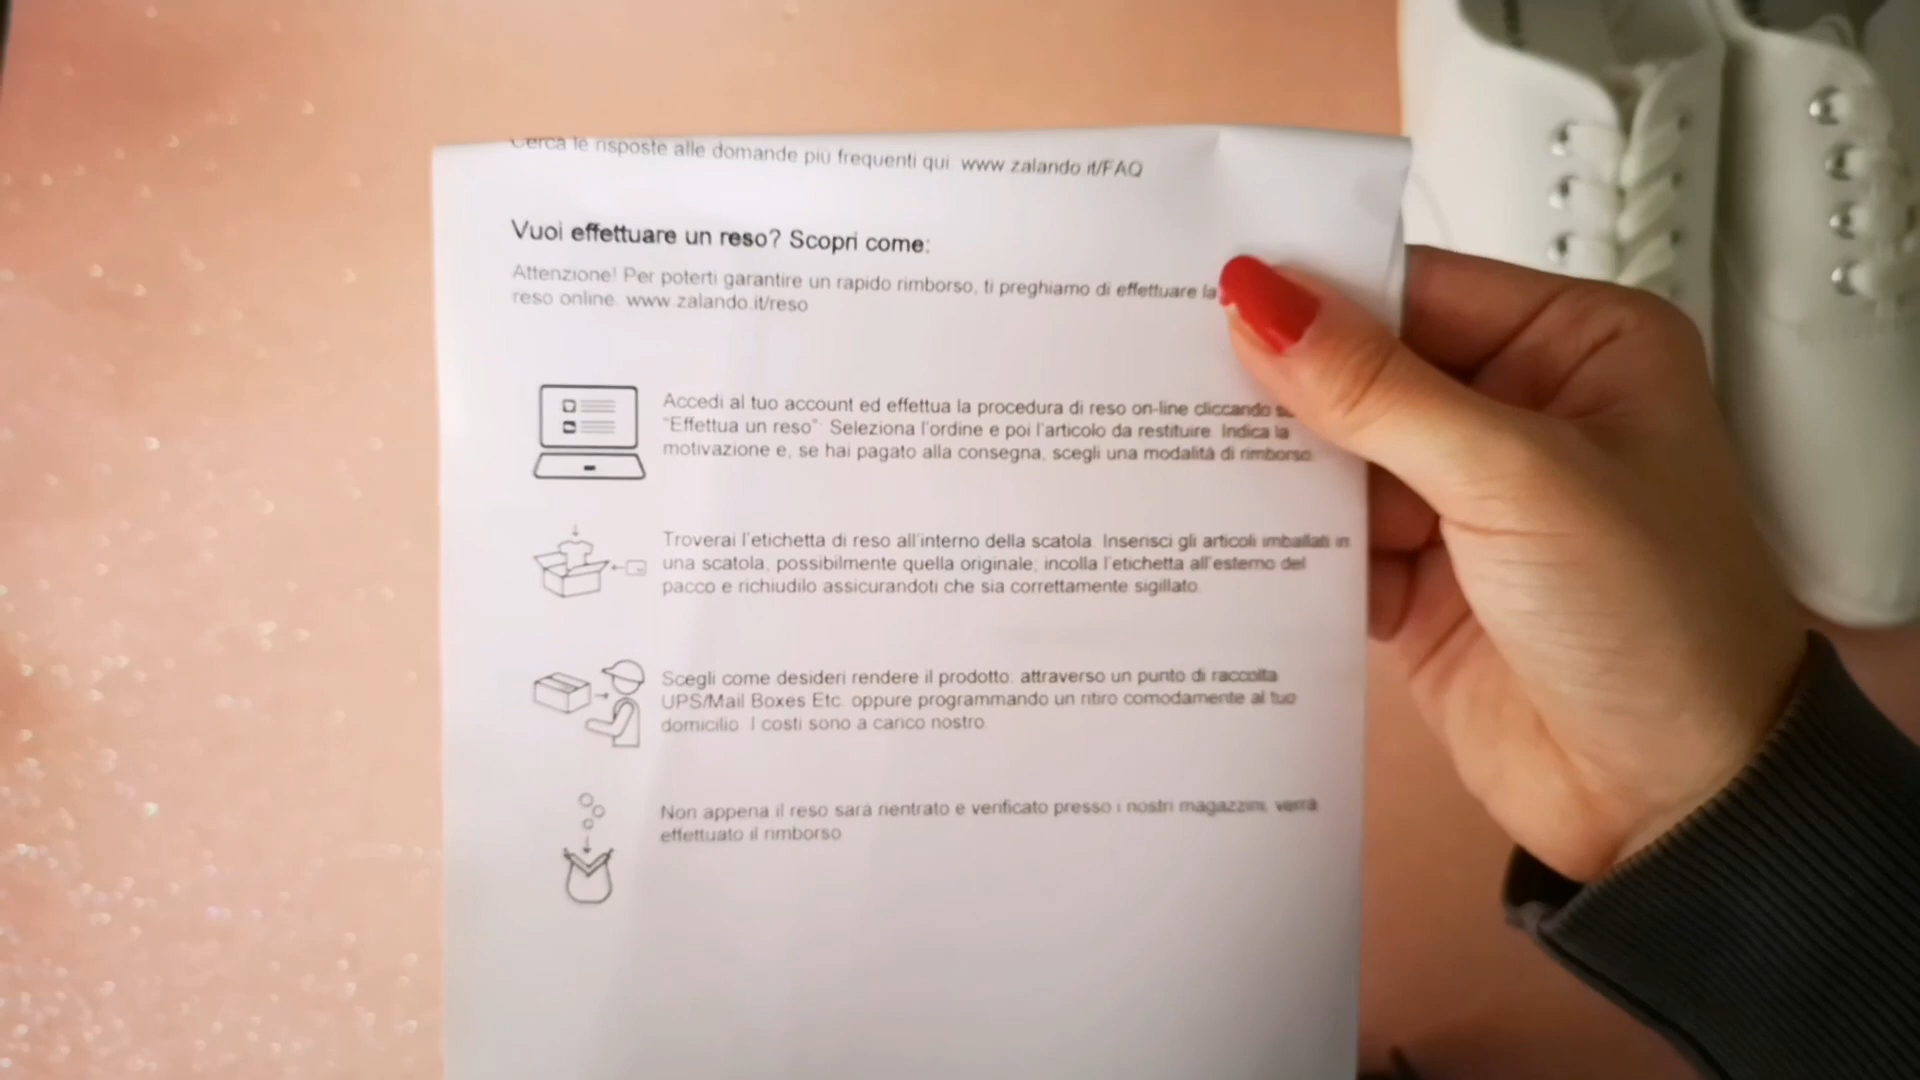 Cerca le risposte alle domande più frequenti qui: www.zalando.it/FAQ
Vuoi effettuare un reso? Scopri come:
Attenzione! Per poterti garantire un rapido rimborso, ti preghiamo di effettuare la
reso online: www.zalando.it/reso
Accedi al tuo account ed effettua la procedura di reso on-line cliccando su
"Effettua un reso". Seleziona l'ordine e poi l'articolo da restituire. Indica la
motivazione e, se hai pagato alla consegna, scegli una modalità di rimborso.
Troverai l'etichetta di reso all'interno della scatola. Inserisci gli articoli imballati in
una scatola, possibilmente quella originale; incolla l'etichetta all'esterno del
pacco e richiudilo assicurandoti che sia correttamente sigillato.
Scegli come desideri rendere il prodotto: attraverso un punto di raccolta
UPS/Mail Boxes Etc. oppure programmando un ritiro comodamente al tuo
domicilio. I costi sono a carico nostro.
Non appena il reso sarà rientrato e verificato presso i nostri magazzini, verrà
effettuato il rimborso